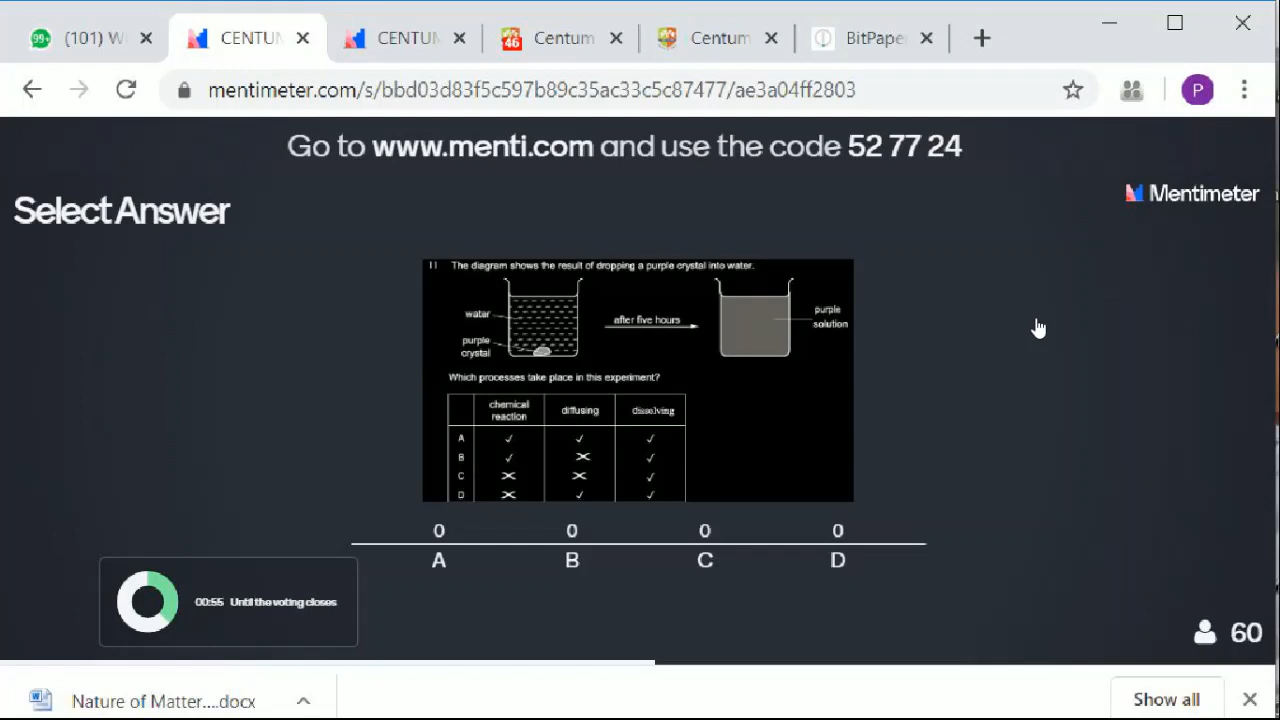 99+ (101) W
CENTUM
CENTUM
46 Centum
Centum
BitPape
mentimeter.com/s/bbd03d83f5c597b89c35ac33c5c87477/ae3a04ff2803
P
Go to www.menti.com and use the code 52 77 24
Mentimeter
Select Answer
11 The diagram shows the result of dropping a purple crystal into water.
water
purple
crystal
after five hours
purple
solution
Which processes take place in this experiment?
chemical reaction diffusing dissolving
A ✓ ✓ ✓
B ✓ ✕ ✓
C ✕ ✕ ✓
D ✕ ✓ ✓
0 0 0 0
A B C D
00:55 Until the voting closes
60
Nature of Matter....docx
Show all